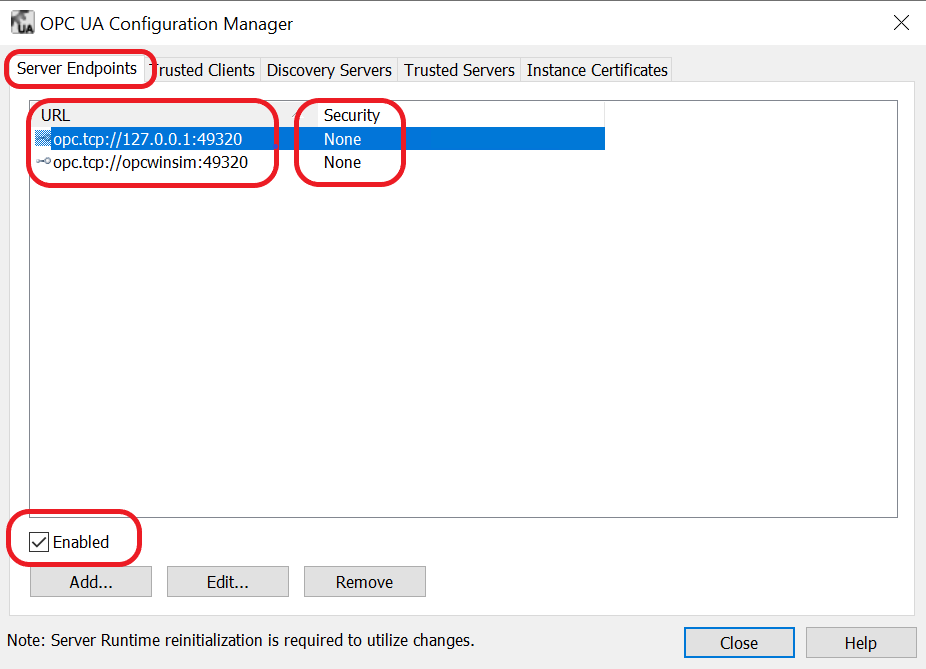 OPC UA Configuration Manager
Server Endpoints Trusted Clients Discovery Servers Trusted Servers Instance Certificates
URL Security
opc.tcp://127.0.0.1:49320 None
opc.tcp://opcwinsim:49320 None
Enabled
Add... Edit... Remove
Note: Server Runtime reinitialization is required to utilize changes.
Close Help